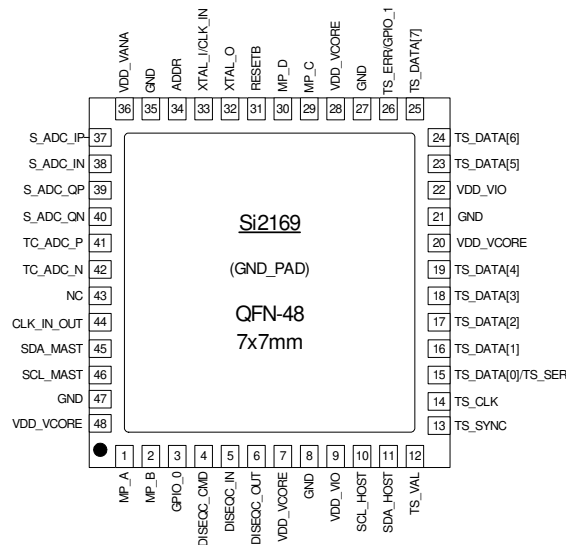 VDD_VANA
GND
ADDR
XTAL_I/CLK_IN
XTAL_O
RESETB
MP_D
MP_C
VDD_VCORE
GND
TS_ERR/GPIO_1
TS_DATA[7]
36
35
34
33
32
31
30
29
28
27
26
25
S_ADC_IP 37
S_ADC_IN 38
S_ADC_QP 39
S_ADC_QN 40
TC_ADC_P 41
TC_ADC_N 42
NC 43
CLK_IN_OUT 44
SDA_MAST 45
SCL_MAST 46
GND 47
VDD_VCORE 48
Si2169
(GND_PAD)
QFN-48
7x7mm
24 TS_DATA[6]
23 TS_DATA[5]
22 VDD_VIO
21 GND
20 VDD_VCORE
19 TS_DATA[4]
18 TS_DATA[3]
17 TS_DATA[2]
16 TS_DATA[1]
15 TS_DATA[0]/TS_SER
14 TS_CLK
13 TS_SYNC
1
2
3
4
5
6
7
8
9
10
11
12
MP_A
MP_B
GPIO_0
DISEQC_CMD
DISEQC_IN
DISEQC_OUT
VDD_VCORE
GND
VDD_VIO
SCL_HOST
SDA_HOST
TS_VAL